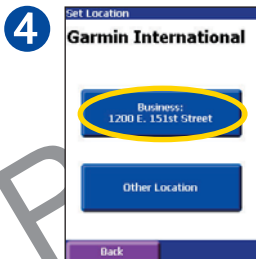 4
Set Location
Garmin International
Business:
1200 E. 151st Street
Other Location
Back